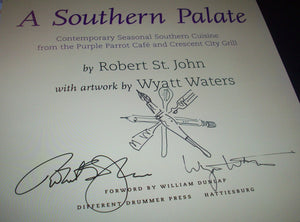 A Southern Palate
Contemporary Seasonal Southern Cuisine
from the Purple Parrot Café and Crescent City Grill
by Robert St. John
with artwork by Wyatt Waters
FORWORD BY WILLIAM DUNLAP
DIFFERENT DRUMMER PRESS HATTIESBURG